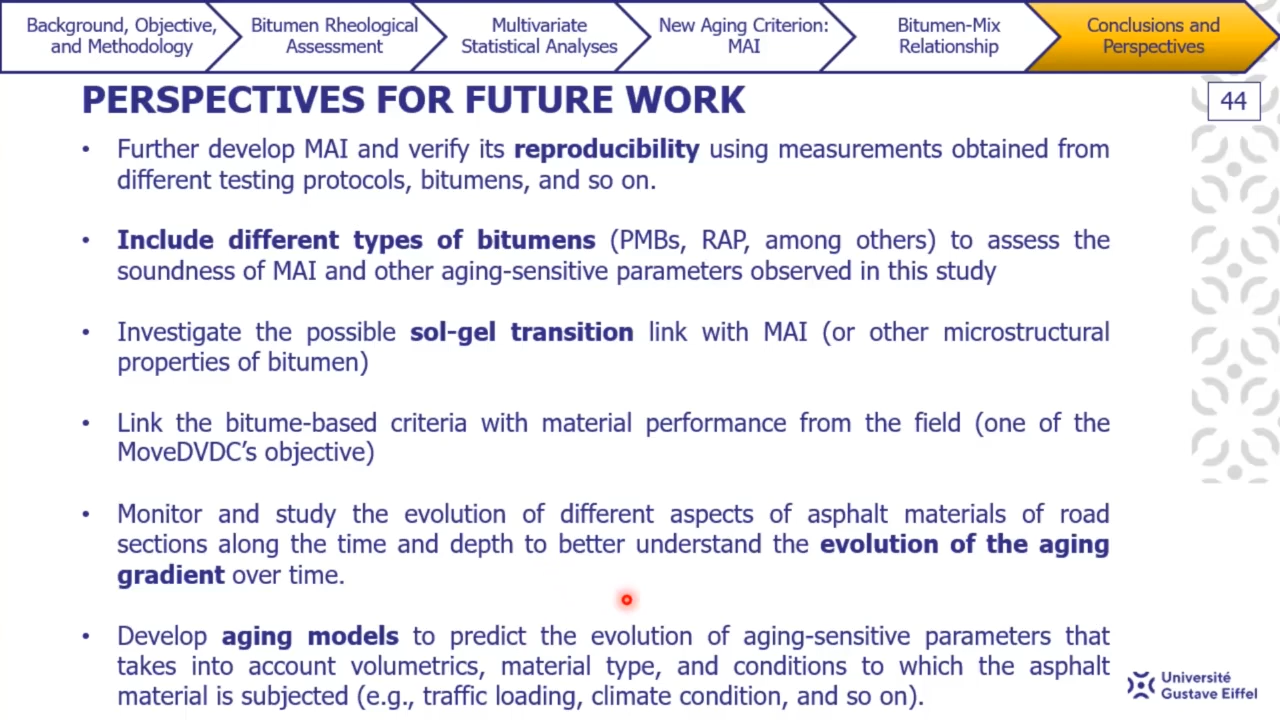 Background, Objective,
and Methodology
Bitumen Rheological
Assessment
Multivariate
Statistical Analyses
New Aging Criterion:
MAI
Bitumen-Mix
Relationship
Conclusions and
Perspectives
PERSPECTIVES FOR FUTURE WORK
44
• Further develop MAI and verify its reproducibility using measurements obtained from
different testing protocols, bitumens, and so on.
• Include different types of bitumens (PMBs, RAP, among others) to assess the
soundness of MAI and other aging-sensitive parameters observed in this study
• Investigate the possible sol-gel transition link with MAI (or other microstructural
properties of bitumen)
• Link the bitume-based criteria with material performance from the field (one of the
MoveDVDC’s objective)
• Monitor and study the evolution of different aspects of asphalt materials of road
sections along the time and depth to better understand the evolution of the aging
gradient over time.
• Develop aging models to predict the evolution of aging-sensitive parameters that
takes into account volumetrics, material type, and conditions to which the asphalt
material is subjected (e.g., traffic loading, climate condition, and so on).
Université
Gustave Eiffel